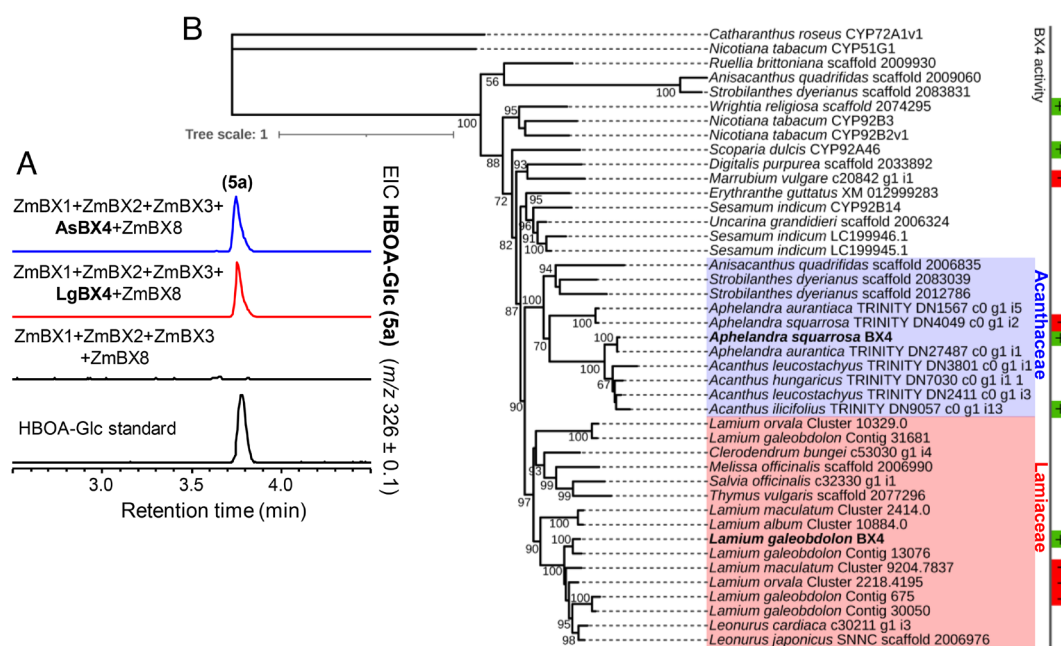 A
(5a)
ZmBX1+ZmBX2+ZmBX3+
AsBX4+ZmBX8
ZmBX1+ZmBX2+ZmBX3+
LgBX4+ZmBX8
ZmBX1+ZmBX2+ZmBX3
+ZmBX8
HBOA-Glc standard
3.0 4.0
Retention time (min)
EIC HBOA-Glc (5a) (m/z 326 ± 0.1)
B
Tree scale: 1
BX4 activity
Catharanthus roseus CYP72A1v1
Nicotiana tabacum CYP51G1
Ruellia brittoniana scaffold 2009930
Anisacanthus quadrifidas scaffold 2009060
Strobilanthes dyerianus scaffold 2083831
Wrightia religiosa scaffold 2074295
Nicotiana tabacum CYP92B3
Nicotiana tabacum CYP92B2v1
Scoparia dulcis CYP92A46
Digitalis purpurea scaffold 2033892
Marrubium vulgare c20842 g1 i1
Erythranthe guttatus XM 012999283
Sesamum indicum CYP92B14
Uncarina grandidieri scaffold 2006324
Sesamum indicum LC199946.1
Sesamum indicum LC199945.1
Anisacanthus quadrifidas scaffold 2006835
Strobilanthes dyerianus scaffold 2083039
Strobilanthes dyerianus scaffold 2012786
Aphelandra aurantiaca TRINITY DN1567 c0 g1 i5
Aphelandra squarrosa TRINITY DN4049 c0 g1 i2
Aphelandra squarrosa BX4
Aphelandra aurantica TRINITY DN27487 c0 g1 i1
Acanthus leucostachyus TRINITY DN3801 c0 g1 i1
Acanthus hungaricus TRINITY DN7030 c0 g1 i1 1
Acanthus leucostachyus TRINITY DN2411 c0 g1 i3
Acanthus ilicifolius TRINITY DN9057 c0 g1 i13
Acanthaceae
Lamium orvala Cluster 10329.0
Lamium galeobdolon Contig 31681
Clerodendrum bungei c53030 g1 i4
Melissa officinalis scaffold 2006990
Salvia officinalis c32330 g1 i1
Thymus vulgaris scaffold 2077296
Lamium maculatum Cluster 2414.0
Lamium album Cluster 10884.0
Lamium galeobdolon BX4
Lamium galeobdolon Contig 13076
Lamium maculatum Cluster 9204.7837
Lamium orvala Cluster 2218.4195
Lamium galeobdolon Contig 675
Lamium galeobdolon Contig 30050
Leonurus cardiaca c30211 g1 i3
Leonurus japonicus SNNC scaffold 2006976
Lamiaceae
56
100
100
95
88
93
72
95
96
91
100
82
94
100
87
100
70
100
100
67
90
100
93
99
99
97
100
90
100
100
100
95
98